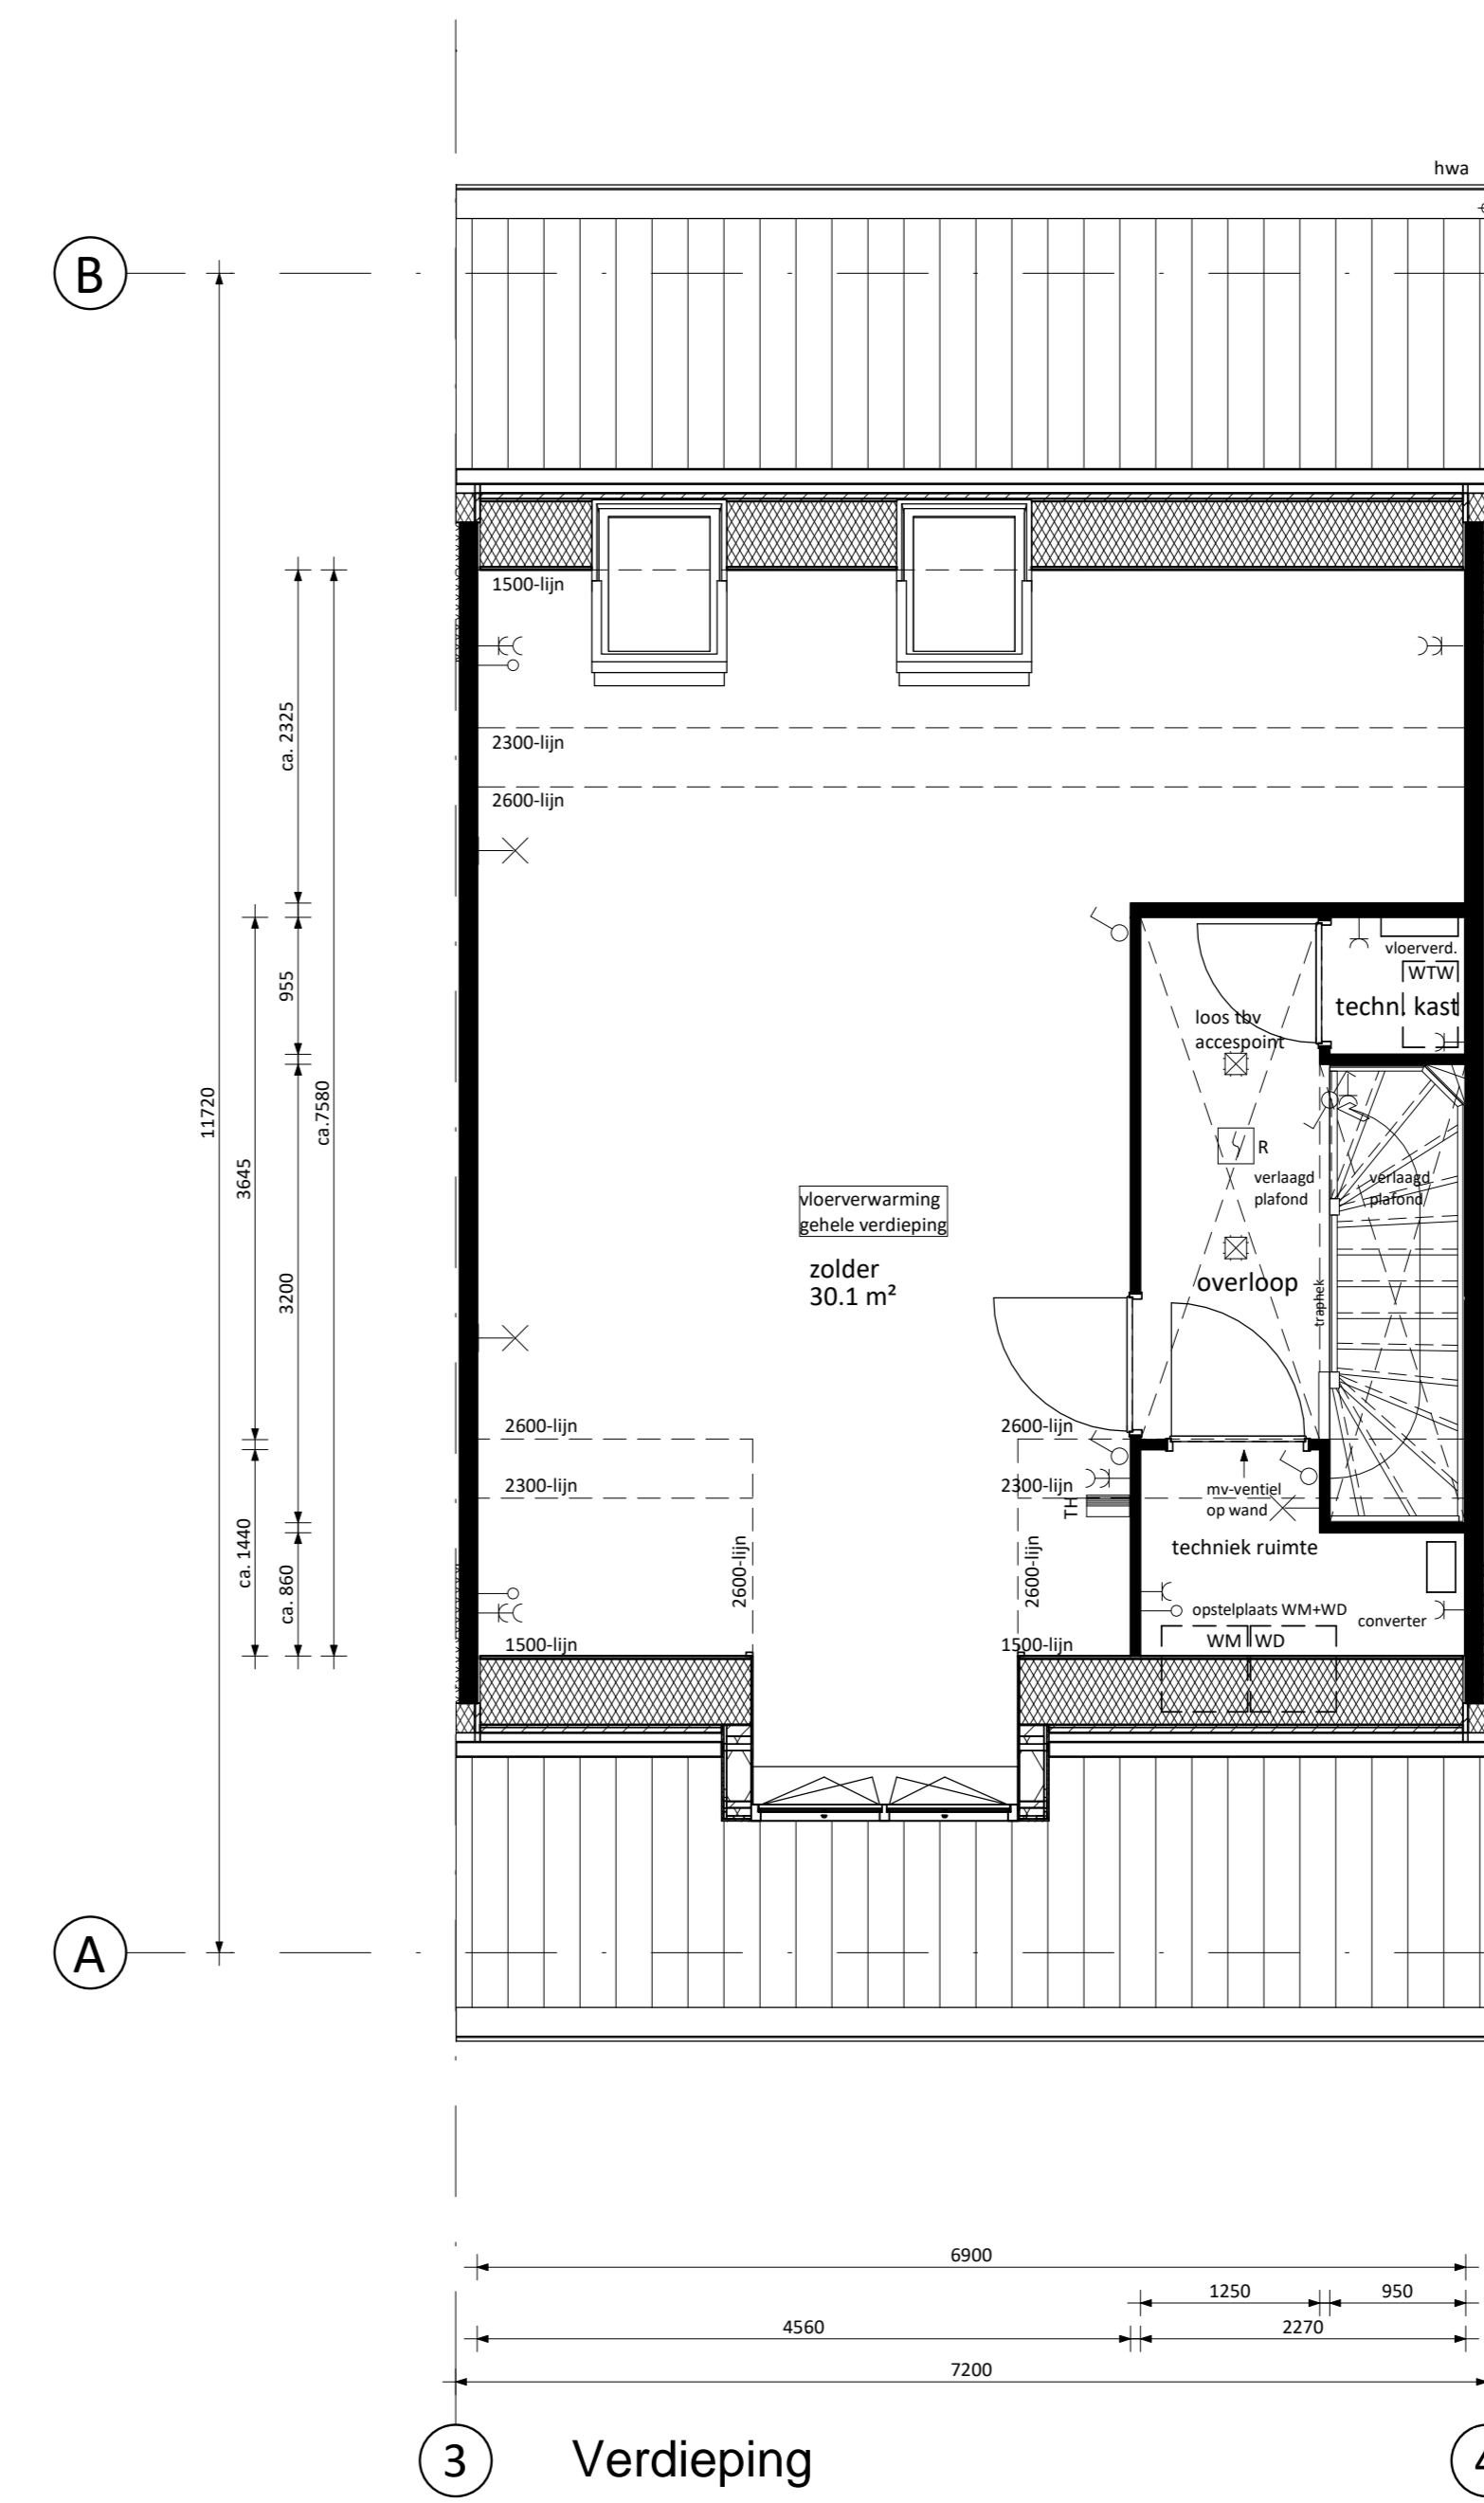 hwa
B
1500-lijn
ca. 2325
2300-lijn
2600-lijn
vloerverd.
WTW
955
techn. kast
loos tbv
accespoint
11720
ca.7580
R
3645
verlaagd
plafond
verlaagd
plafond
vloerverwarming
gehele verdieping
zolder
30.1 m²
overloop
3200
traphek
2600-lijn
2600-lijn
2300-lijn
2300-lijn
TH
mv-ventiel
op wand
ca. 1440
ca. 860
2600-lijn
2600-lijn
techniek ruimte
opstelplaats WM+WD
converter
1500-lijn
1500-lijn
WM
WD
A
6900
1250
950
4560
2270
7200
3
Verdieping
4